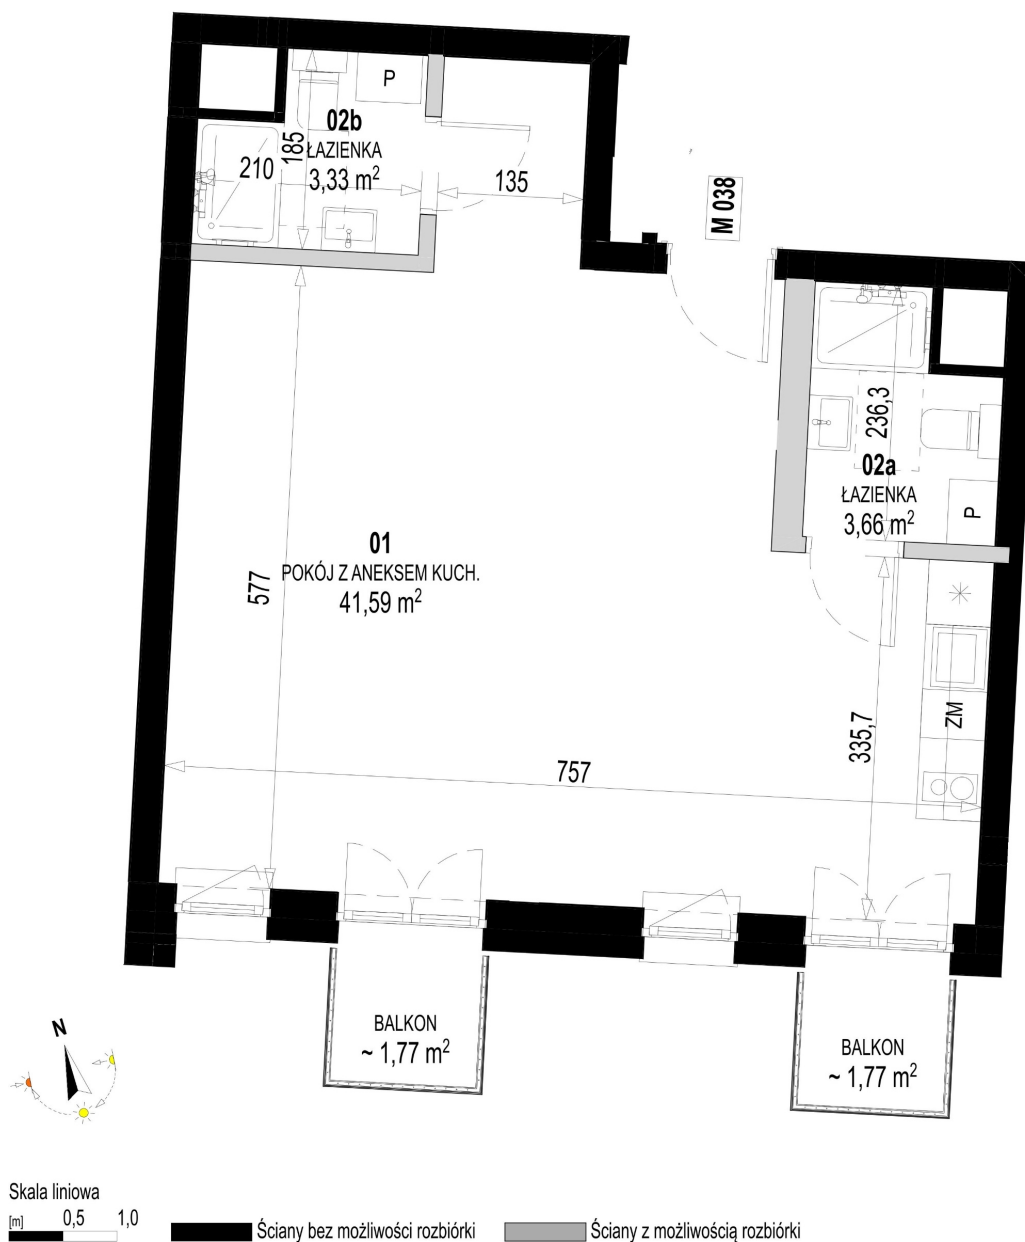 P
02b
ŁAZIENKA
3,33 m²
185
210
135
M 038
236,3
02a
ŁAZIENKA
3,66 m²
P
01
POKÓJ Z ANEKSEM KUCH.
41,59 m²
577
335,7
ZM
757
BALKON
~ 1,77 m²
BALKON
~ 1,77 m²
N
Skala liniowa
[m] 0,5 1,0
Ściany bez możliwości rozbiórki
Ściany z możliwością rozbiórki